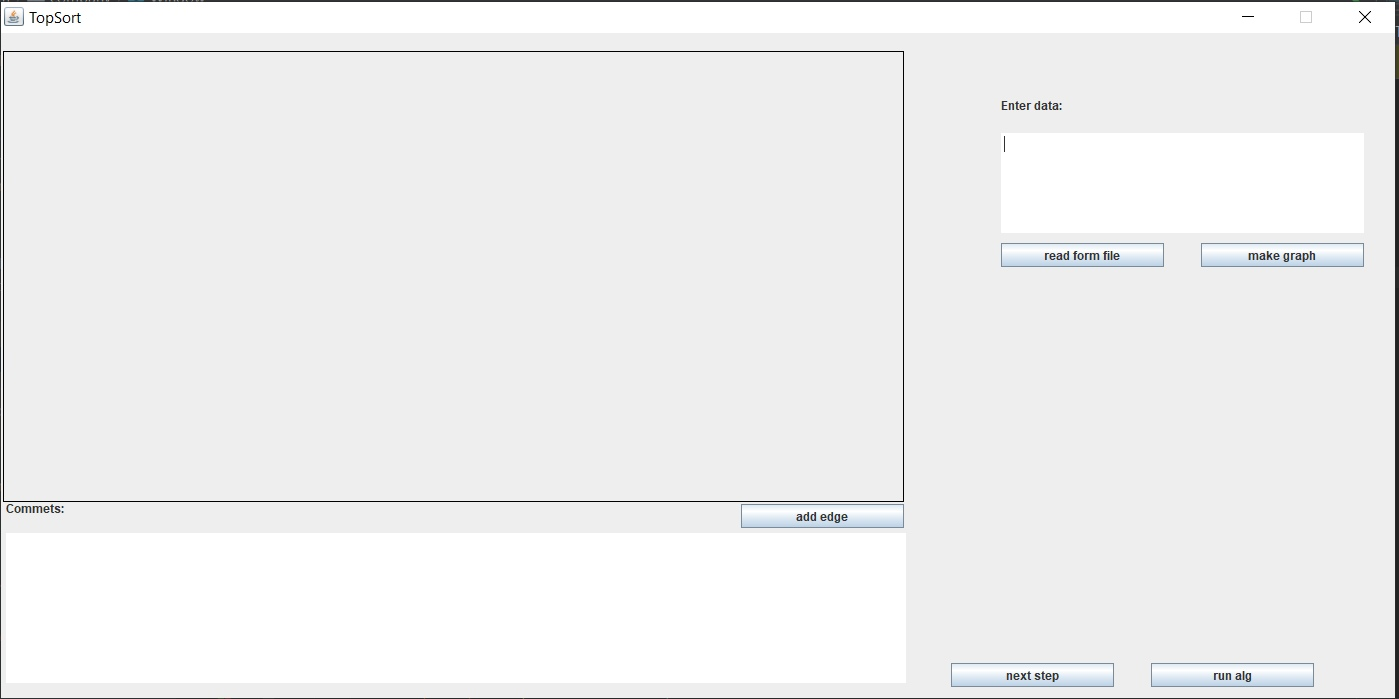 TopSort
Enter data:
read form file
make graph
Commets:
add edge
next step
run alg